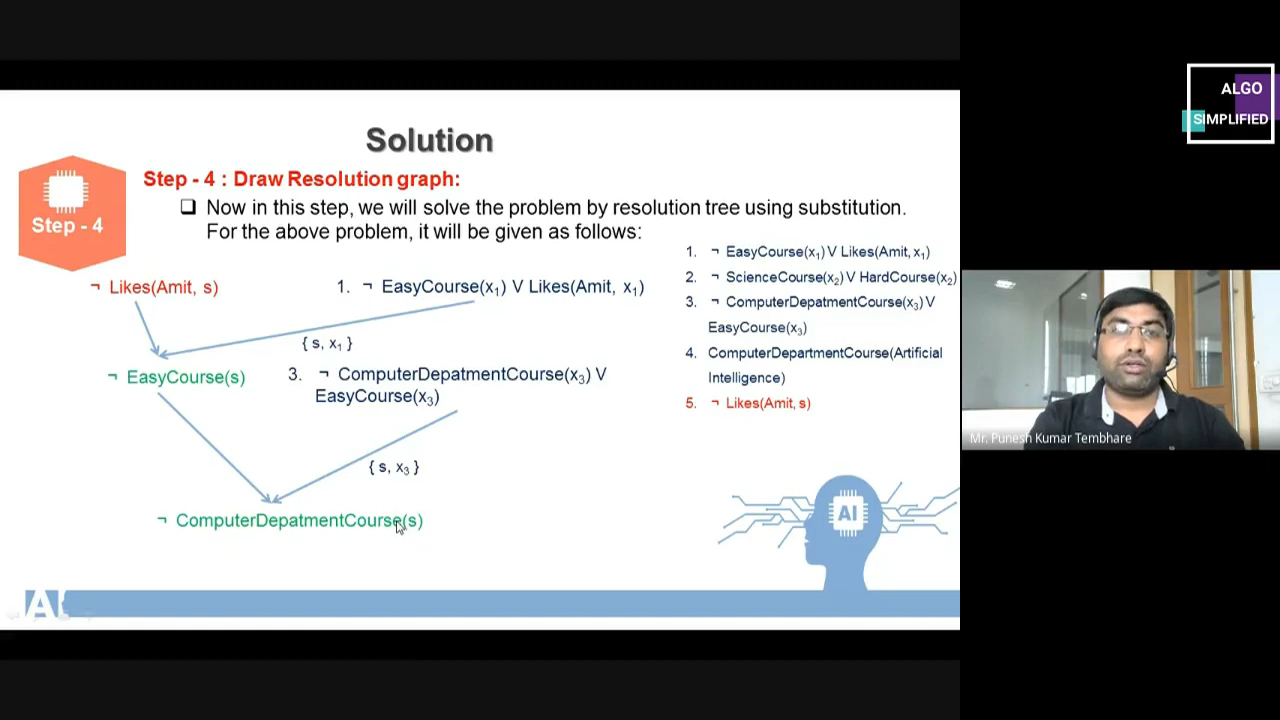 Solution
Step - 4 : Draw Resolution graph:
Step - 4
❑ Now in this step, we will solve the problem by resolution tree using substitution.
For the above problem, it will be given as follows:
¬ Likes(Amit, s)
1. ¬ EasyCourse(x₁) V Likes(Amit, x₁)
{ s, x₁ }
¬ EasyCourse(s)
3. ¬ ComputerDepatmentCourse(x₃) V
EasyCourse(x₃)
{ s, x₃ }
¬ ComputerDepatmentCourse(s)
1. ¬ EasyCourse(x₁) V Likes(Amit, x₁)
2. ¬ ScienceCourse(x₂) V HardCourse(x₂)
3. ¬ ComputerDepatmentCourse(x₃) V
EasyCourse(x₃)
4. ComputerDepartmentCourse(Artificial
Intelligence)
5. ¬ Likes(Amit, s)
AI
AI
ALGO
SIMPLIFIED
Mr. Punesh Kumar Tembhare